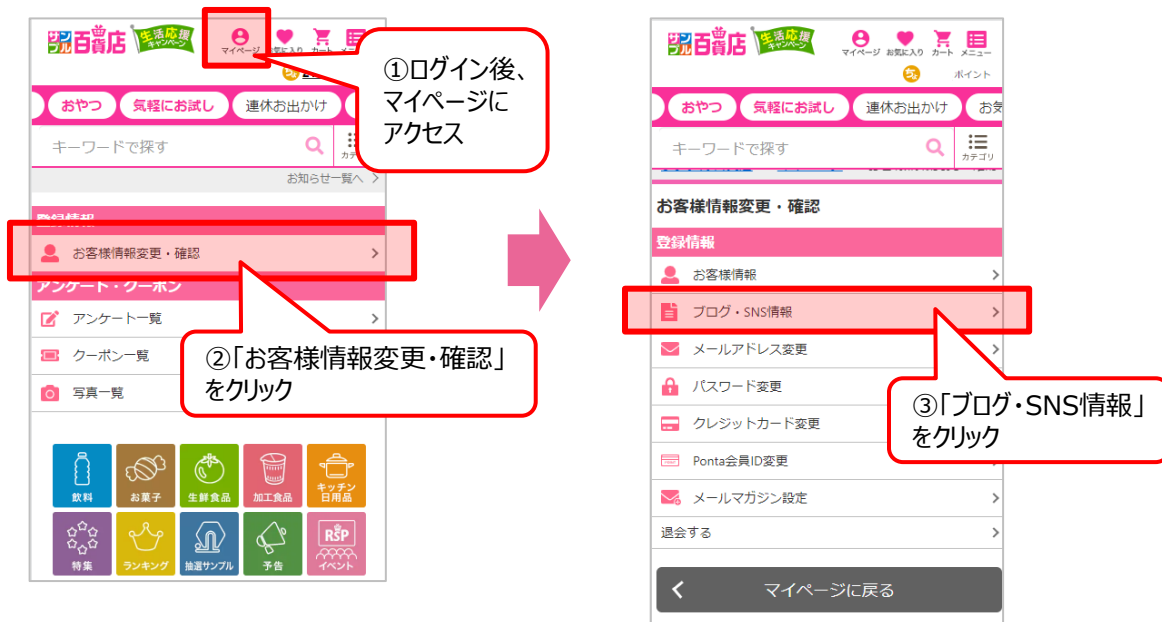 サンプル百貨店
生活応援
キャンペーン
マイページ
お気に入り
カート
①ログイン後、
マイページに
アクセス
おやつ
気軽にお試し
連休お出かけ
キーワードで探す
お知らせ一覧へ
登録情報
お客様情報変更・確認
アンケート・クーポン
アンケート一覧
クーポン一覧
写真一覧
②「お客様情報変更・確認」
をクリック
飲料
お菓子
生鮮食品
加工食品
キッチン
日用品
特集
ランキング
抽選サンプル
予告
RSP
イベント
サンプル百貨店
生活応援
キャンペーン
マイページ
お気に入り
カート
メニュー
ポイント
おやつ
気軽にお試し
連休お出かけ
お気
キーワードで探す
カテゴリ
お客様情報変更・確認
登録情報
お客様情報
ブログ・SNS情報
メールアドレス変更
パスワード変更
クレジットカード変更
Ponta会員ID変更
メールマガジン設定
退会する
③「ブログ・SNS情報」
をクリック
マイページに戻る